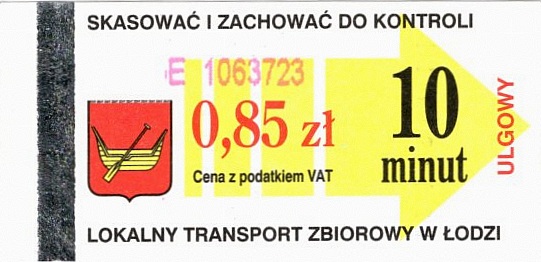 SKASOWAĆ I ZACHOWAĆ DO KONTROLI
E 1063723
0,85 zł
Cena z podatkiem VAT
10
minut
ULGOWY
LOKALNY TRANSPORT ZBIOROWY W ŁODZI